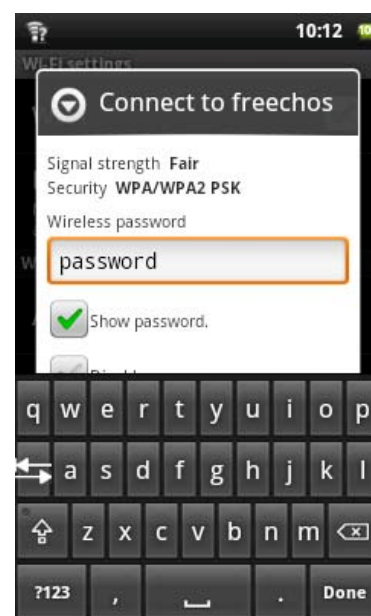 10:12
Wi-Fi settings
Connect to freechos
Signal strength Fair
Security WPA/WPA2 PSK
Wireless password
password
Show password.
q w e r t y u i o p
a s d f g h j k l
z x c v b n m
?123 , . Done